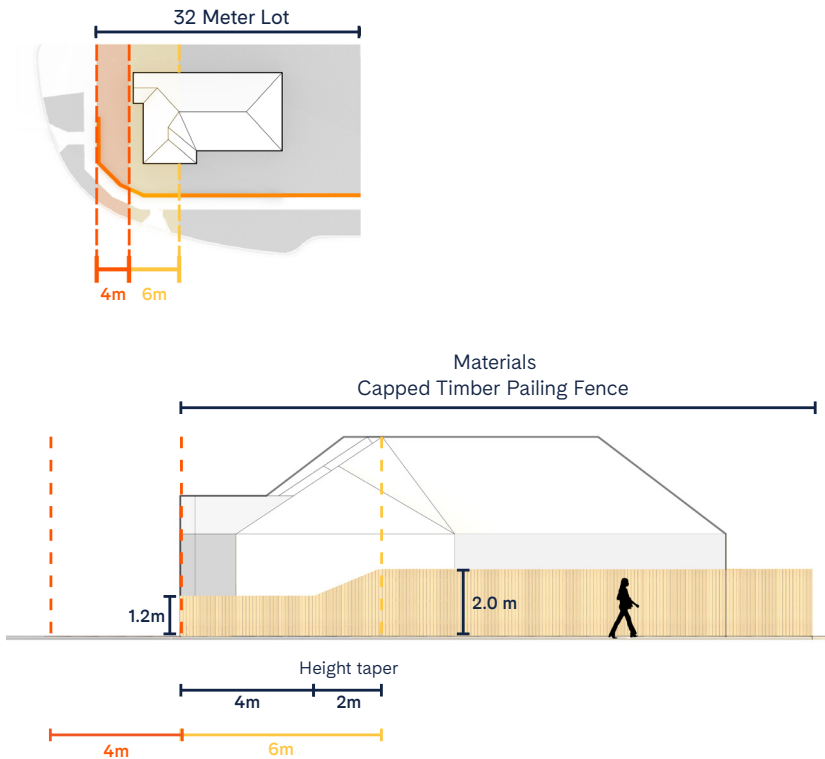 32 Meter Lot
4m
6m
Materials
Capped Timber Pailing Fence
1.2m
2.0 m
Height taper
4m
2m
4m
6m